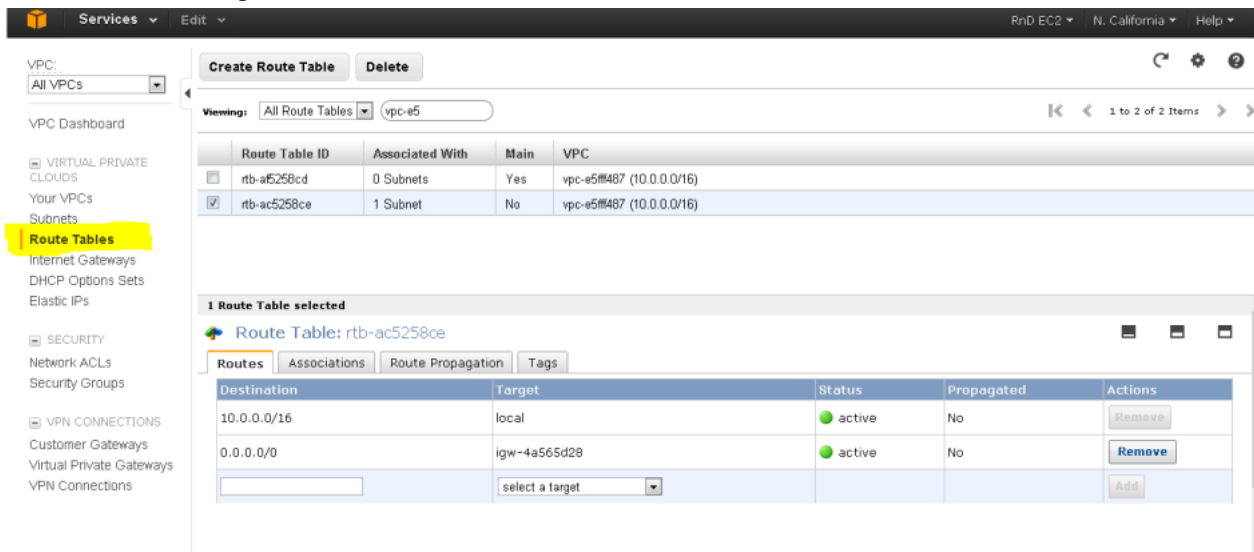 Services Edit RnD EC2 N. California Help
VPC:
All VPCs
VPC Dashboard
VIRTUAL PRIVATE
CLOUDS
Your VPCs
Subnets
Route Tables
Internet Gateways
DHCP Options Sets
Elastic IPs
SECURITY
Network ACLs
Security Groups
VPN CONNECTIONS
Customer Gateways
Virtual Private Gateways
VPN Connections
Create Route Table Delete
Viewing: All Route Tables vpc-e5 1 to 2 of 2 Items
Route Table ID Associated With Main VPC
rtb-af5258cd 0 Subnets Yes vpc-e5fff487 (10.0.0.0/16)
rtb-ac5258ce 1 Subnet No vpc-e5fff487 (10.0.0.0/16)
1 Route Table selected
Route Table: rtb-ac5258ce
Routes Associations Route Propagation Tags
Destination Target Status Propagated Actions
10.0.0.0/16 local active No Remove
0.0.0.0/0 igw-4a565d28 active No Remove
select a target Add